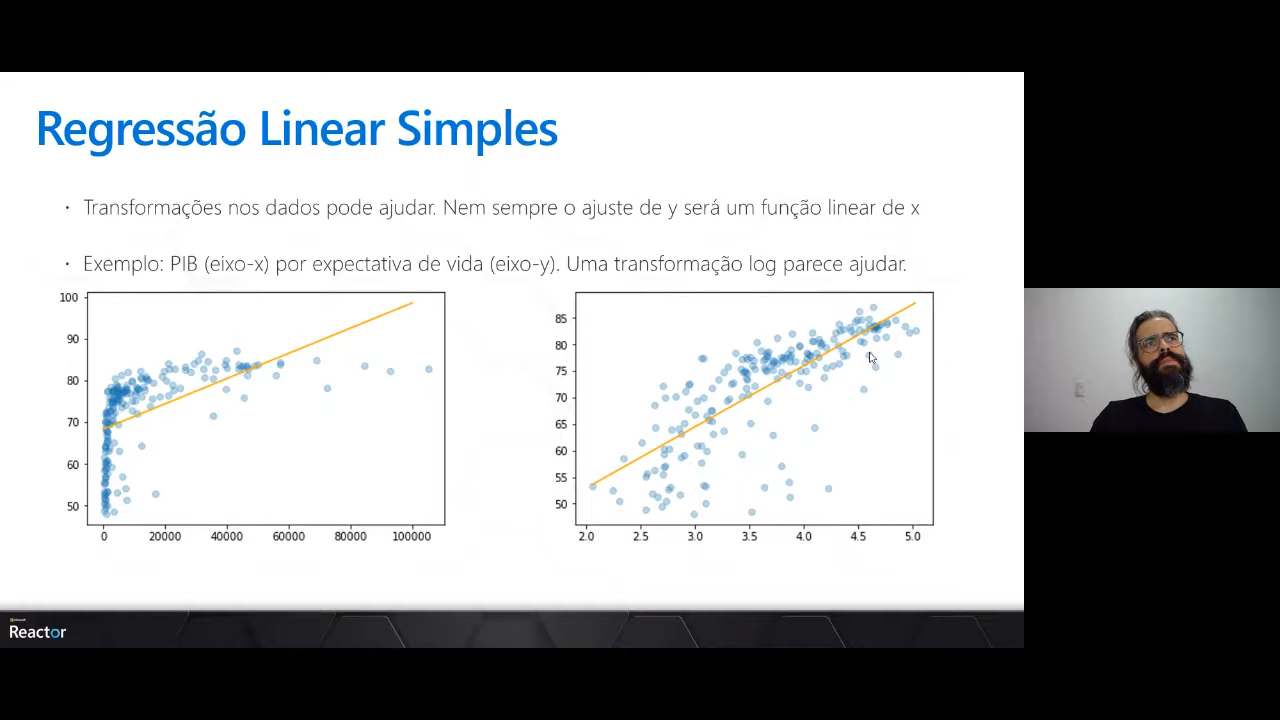 Regressão Linear Simples
• Transformações nos dados pode ajudar. Nem sempre o ajuste de y será um função linear de x
• Exemplo: PIB (eixo-x) por expectativa de vida (eixo-y). Uma transformação log parece ajudar.
100
90
80
70
60
50
0 20000 40000 60000 80000 100000
85
80
75
70
65
60
55
50
2.0 2.5 3.0 3.5 4.0 4.5 5.0
Reactor